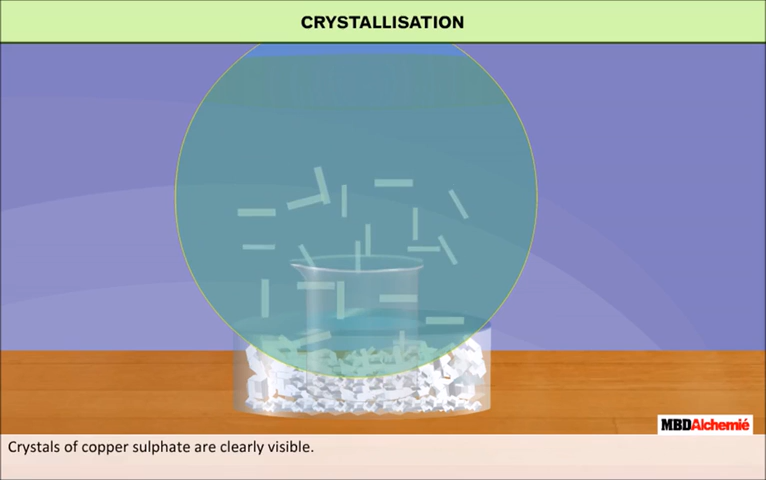 CRYSTALLISATION
MBDAlchemié
Crystals of copper sulphate are clearly visible.